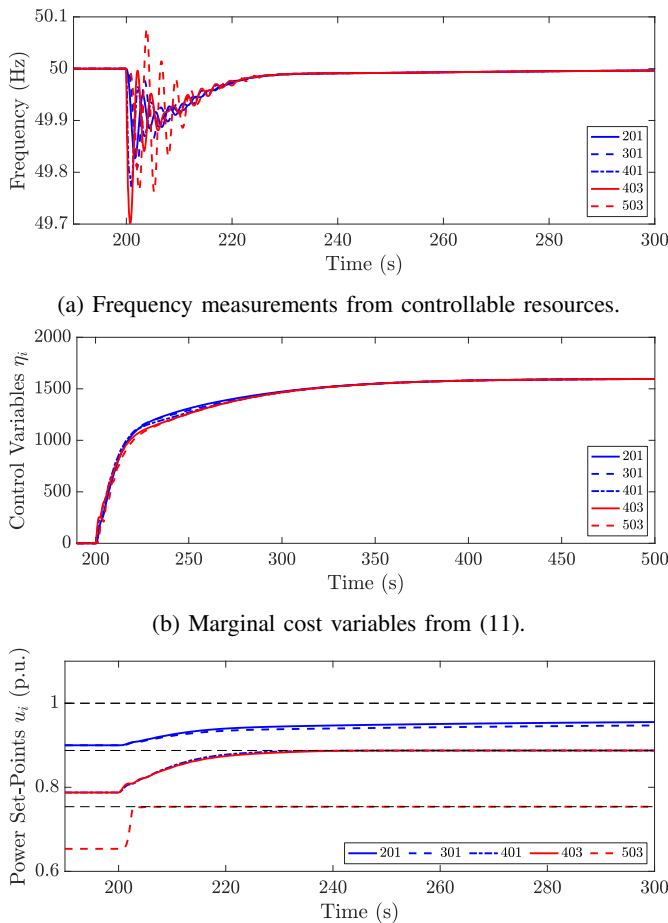 50.1
50
49.9
49.8
49.7
Frequency (Hz)
201
301
401
403
503
200 220 240 260 280 300
Time (s)
(a) Frequency measurements from controllable resources.
2000
1500
1000
500
0
Control Variables ηᵢ
201
301
401
403
503
200 250 300 350 400 450 500
Time (s)
(b) Marginal cost variables from (11).
1
0.8
0.6
Power Set-Points uᵢ (p.u.)
201 301 401 403 503
200 220 240 260 280 300
Time (s)